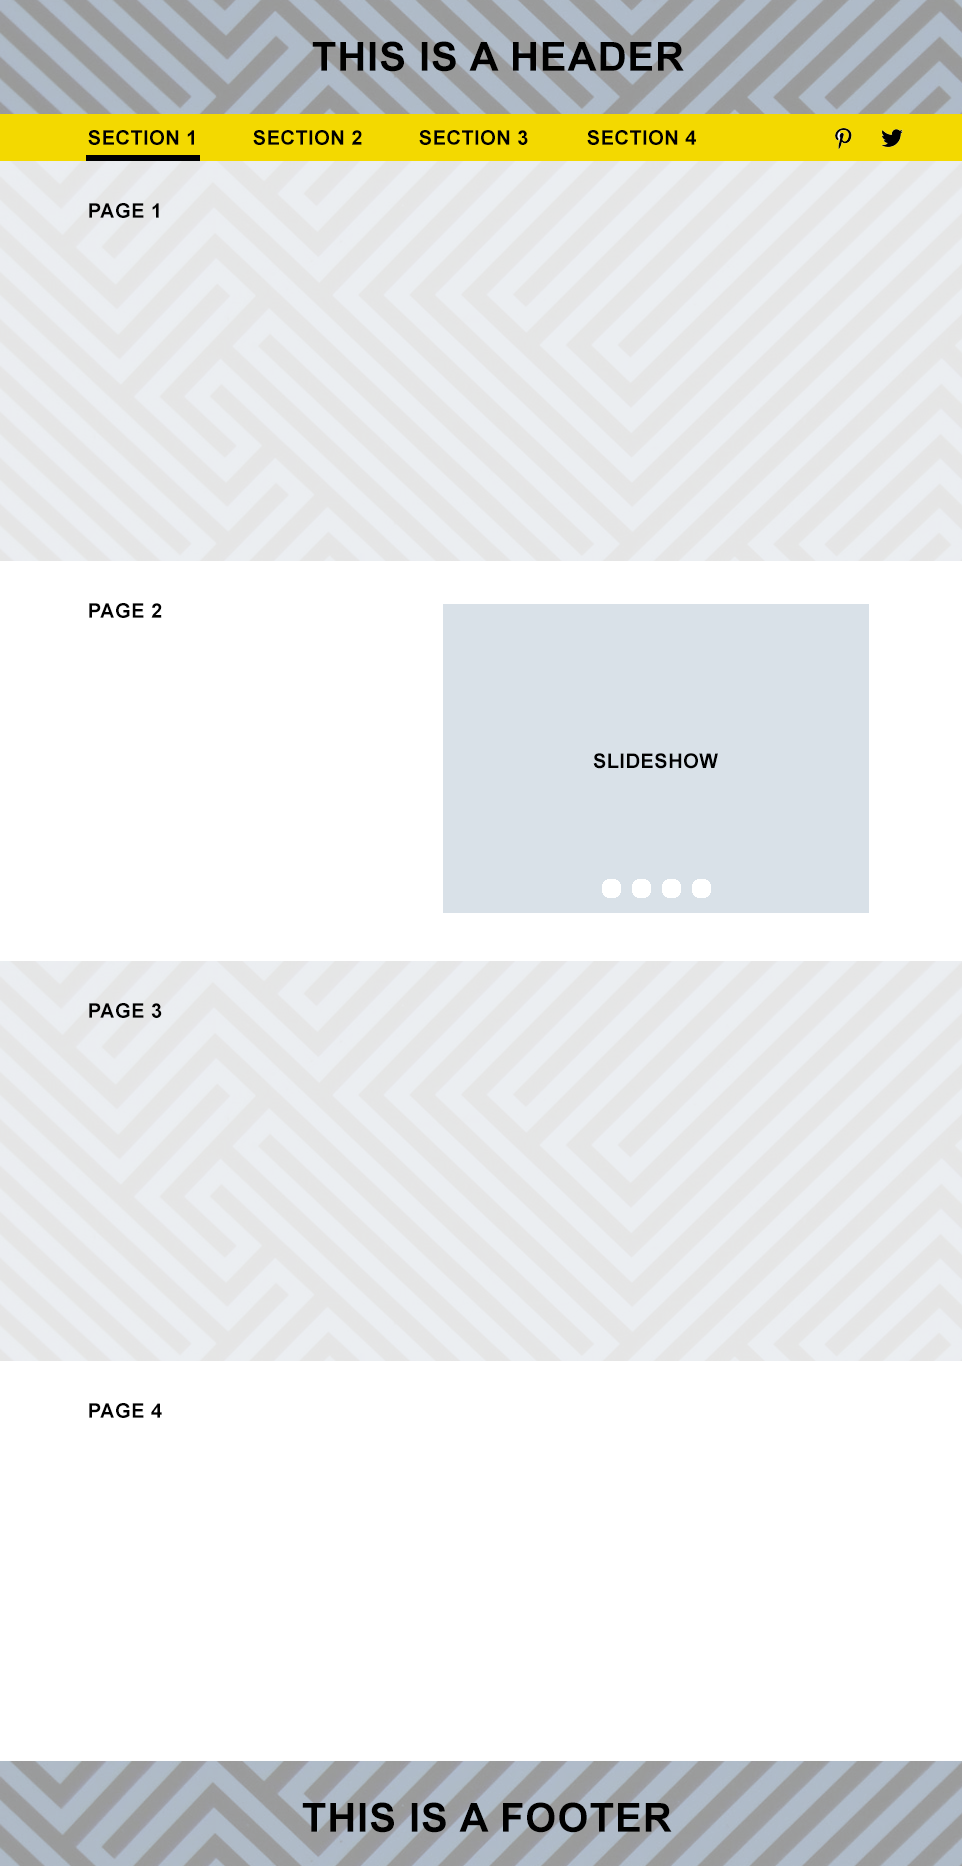 THIS IS A HEADER
SECTION 1 SECTION 2 SECTION 3 SECTION 4
PAGE 1
PAGE 2
SLIDESHOW
PAGE 3
PAGE 4
THIS IS A FOOTER